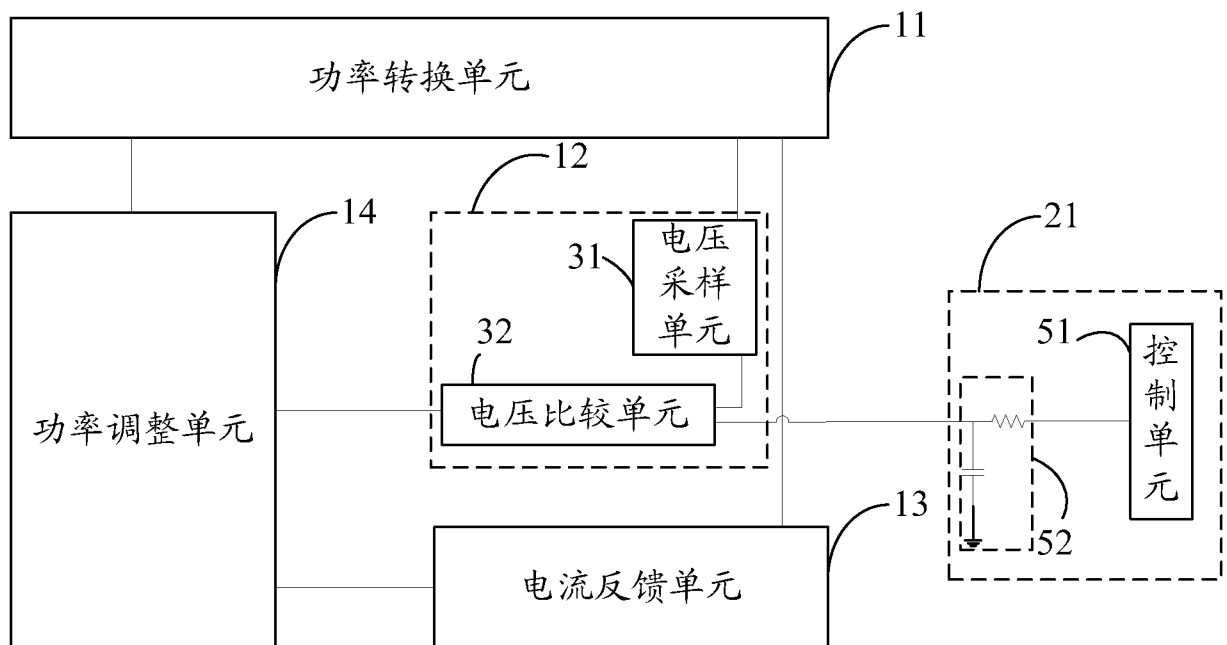 11
功率转换单元
12
14
21
31
电压
采样
单元
51
控制单元
32
电压比较单元
功率调整单元
13
52
电流反馈单元